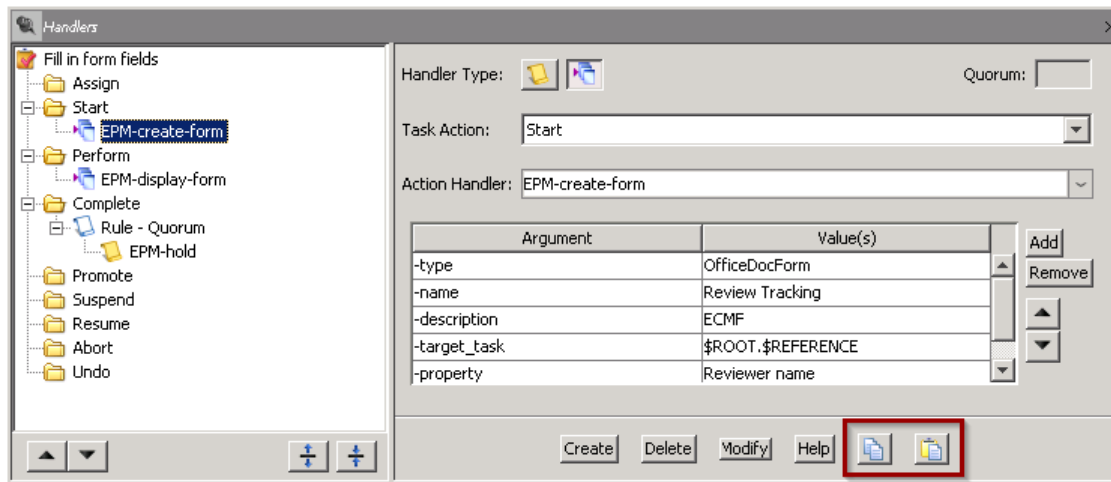 Handlers
Fill in form fields
Assign
Start
EPM-create-form
Perform
EPM-display-form
Complete
Rule - Quorum
EPM-hold
Promote
Suspend
Resume
Abort
Undo
Handler Type:
Quorum:
Task Action:
Start
Action Handler:
EPM-create-form
Argument Value(s)
-type OfficeDocForm
-name Review Tracking
-description ECMF
-target_task $ROOT.$REFERENCE
-property Reviewer name
Add
Remove
Create Delete Modify Help